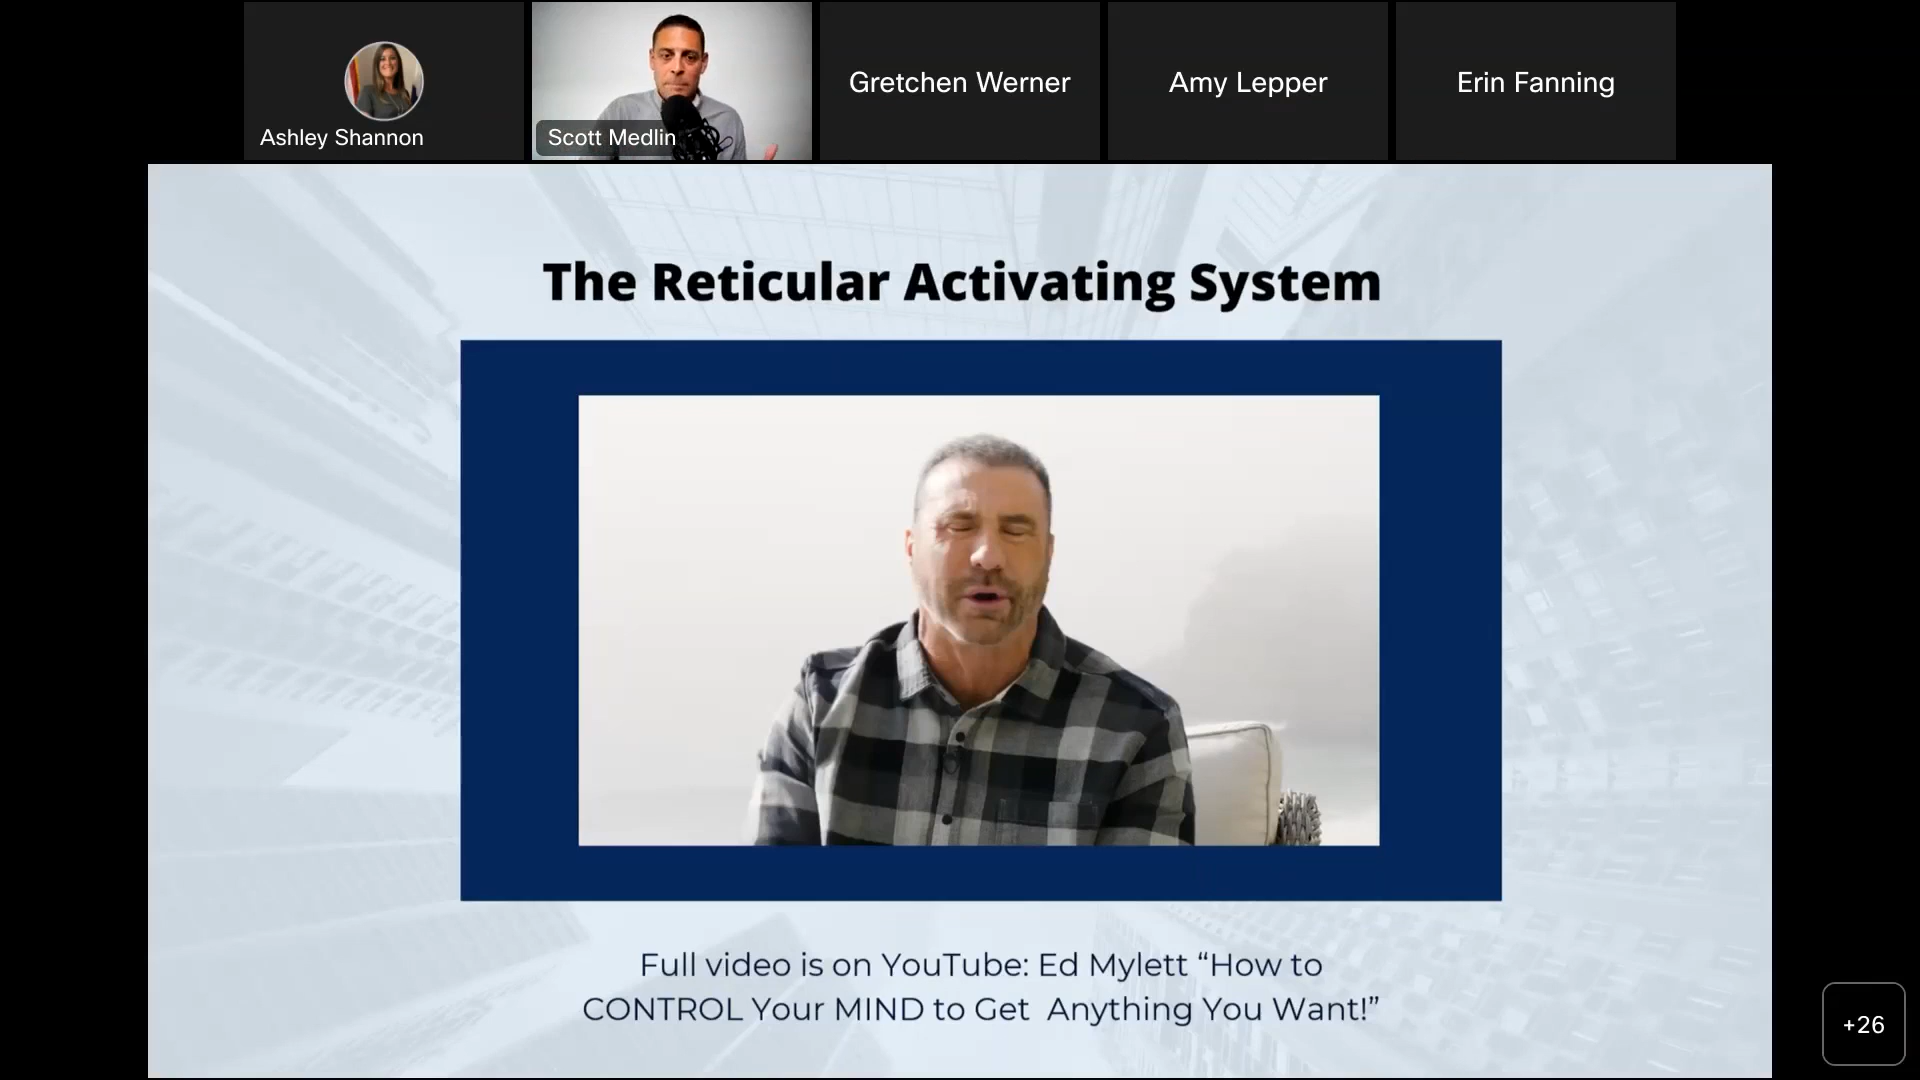 Ashley Shannon
Scott Medlin
Gretchen Werner
Amy Lepper
Erin Fanning
The Reticular Activating System
Full video is on YouTube: Ed Mylett “How to
CONTROL Your MIND to Get Anything You Want!”
+26